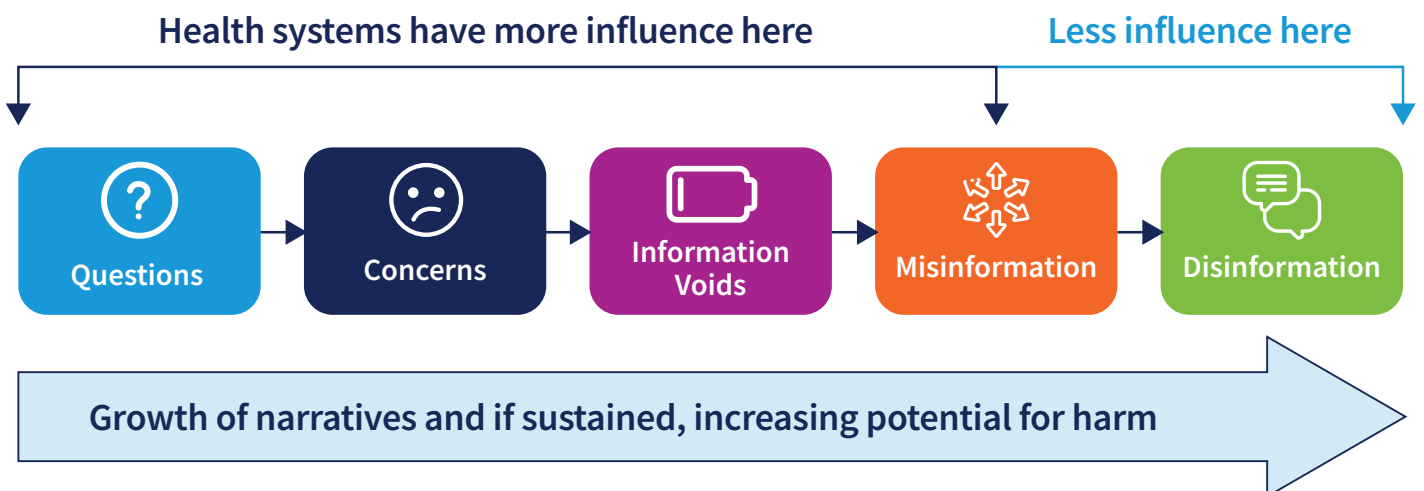 Health systems have more influence here
Less influence here
?
Questions
Concerns
Information
Voids
Misinformation
Disinformation
Growth of narratives and if sustained, increasing potential for harm